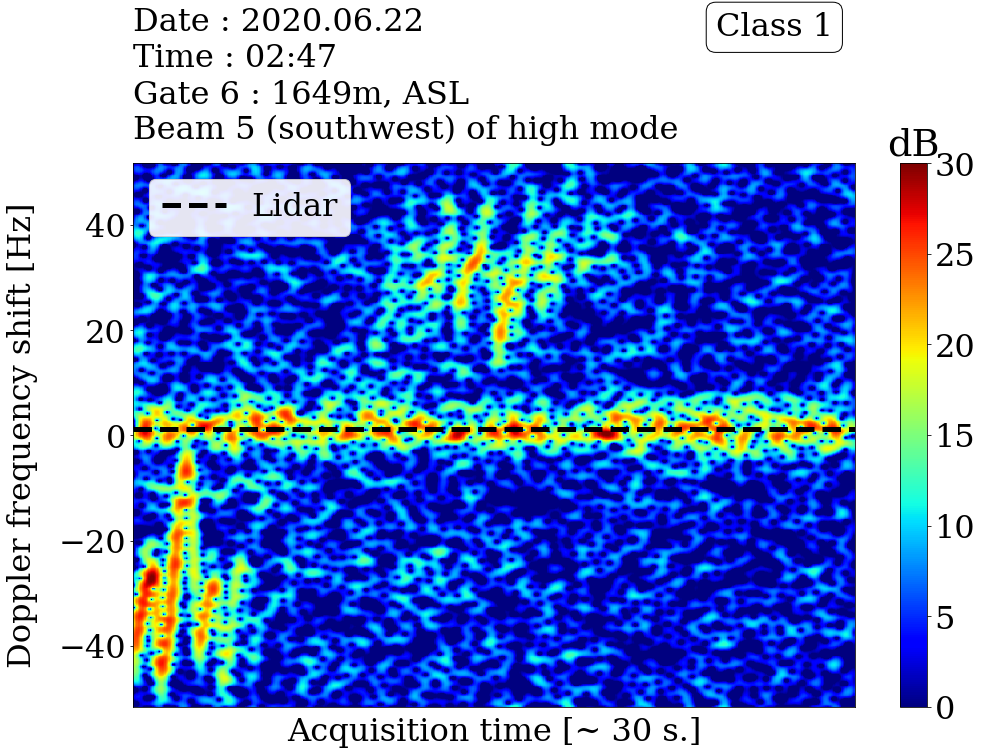 Date : 2020.06.22
Time : 02:47
Gate 6 : 1649m, ASL
Beam 5 (southwest) of high mode
Class 1
dB
Lidar
Doppler frequency shift [Hz]
40
20
0
−20
−40
Acquisition time [~ 30 s.]
30
25
20
15
10
5
0